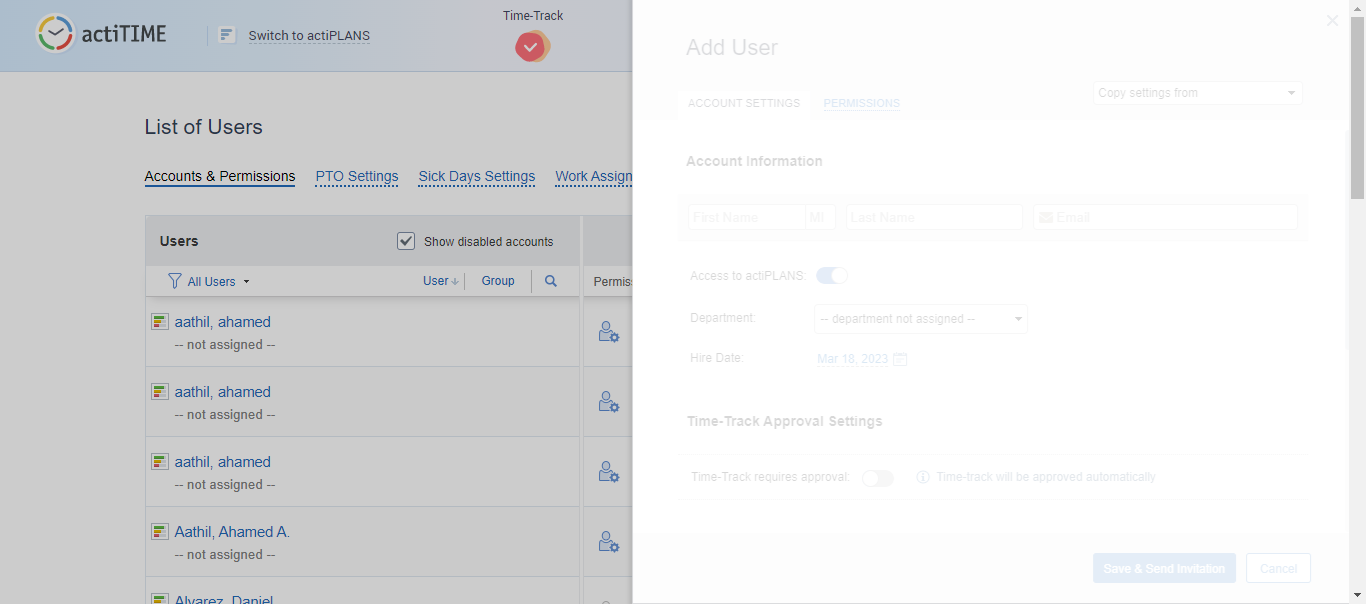 actiTIME
Switch to actiPLANS
Time-Track
List of Users
Accounts & Permissions PTO Settings Sick Days Settings Work Assign
Users Show disabled accounts
All Users User Group Permis
aathil, ahamed
-- not assigned --
aathil, ahamed
-- not assigned --
aathil, ahamed
-- not assigned --
Aathil, Ahamed A.
-- not assigned --
Alvarez, Daniel
Add User
ACCOUNT SETTINGS PERMISSIONS Copy settings from
Account Information
First Name MI Last Name Email
Access to actiPLANS:
Department: -- department not assigned --
Hire Date: Mar 18, 2023
Time-Track Approval Settings
Time-Track requires approval: Time-track will be approved automatically
Save & Send Invitation Cancel